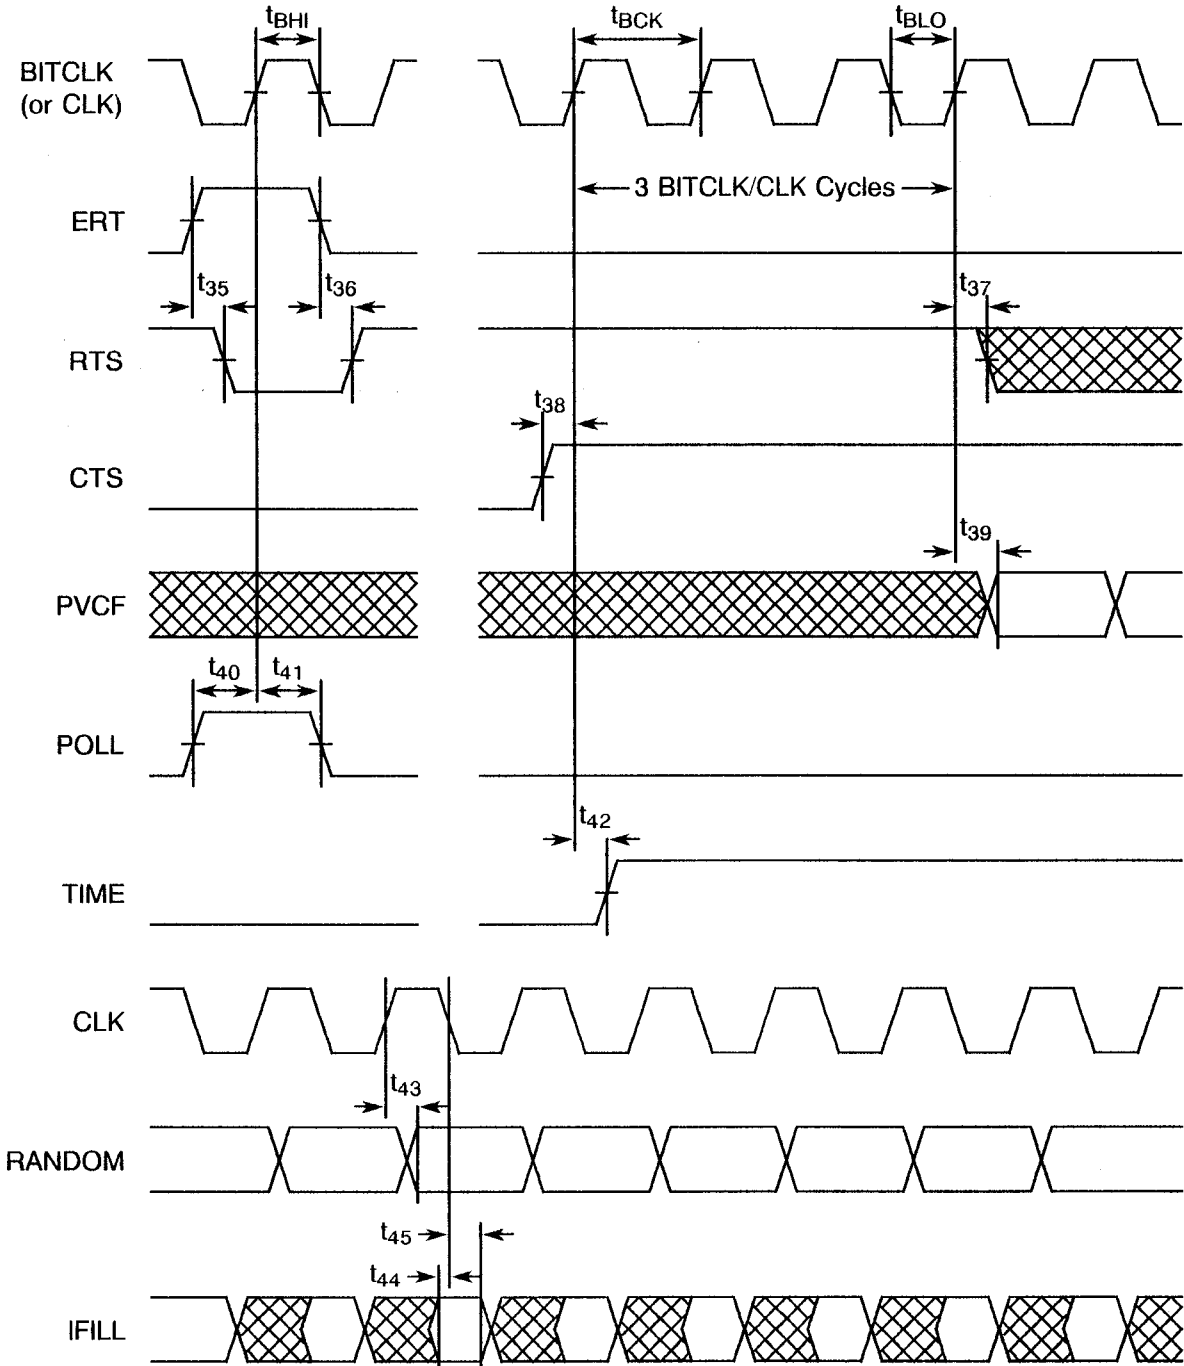 tBHI
tBCK
tBLO
BITCLK
(or CLK)
3 BITCLK/CLK Cycles
ERT
t35
t36
t37
RTS
t38
CTS
t39
PVCF
t40
t41
POLL
t42
TIME
CLK
t43
RANDOM
t45
t44
IFILL